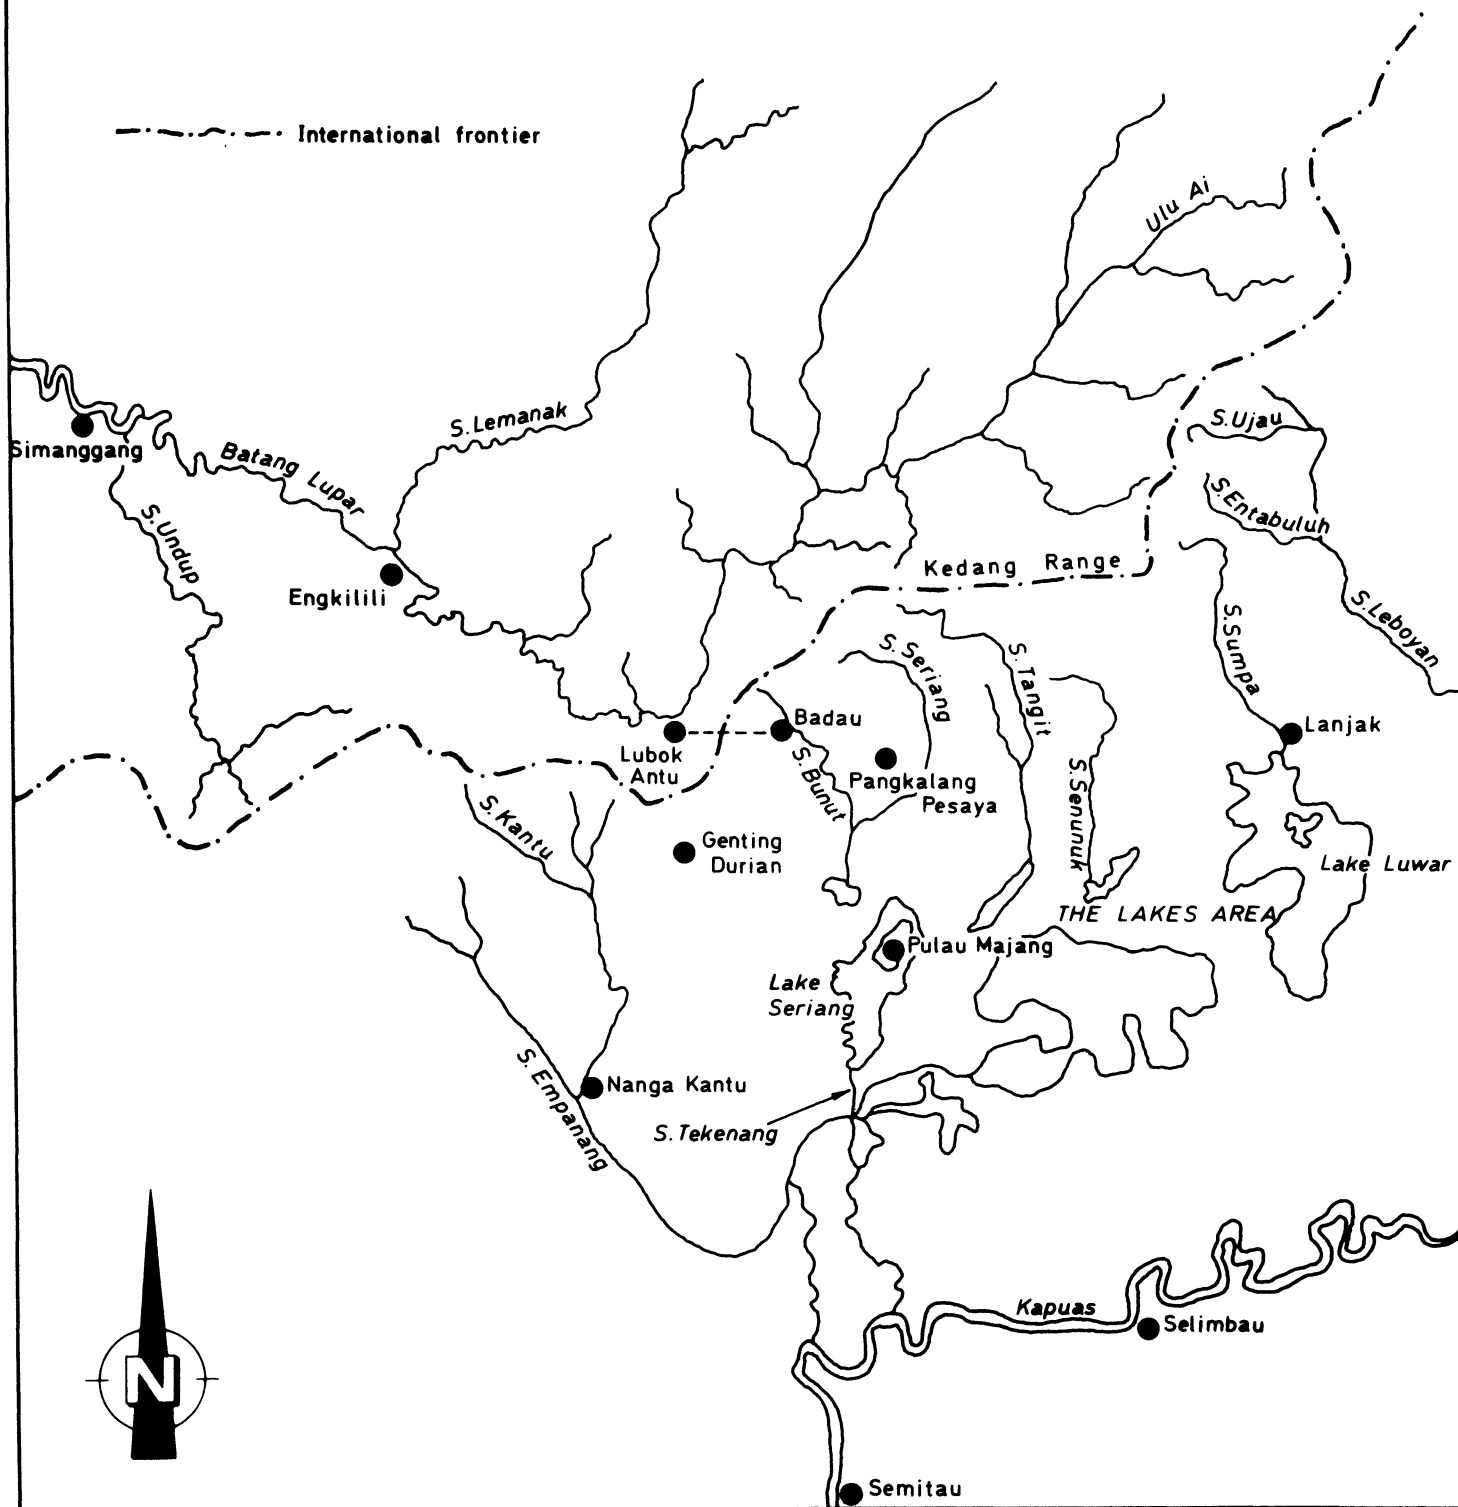 International frontier
Ulu Ai
S. Lemanak
S. Ujau
Simanggang
Batang Lupar
S. Entabuluh
S. Undup
Kedang Range
Engkilili
S. Leboyan
S. Sumpa
S. Seriang
S. Tangit
Badau
Lanjak
Lubok
Antu
S. Bunut
Pangkalang
Pesaya
S. Senunuk
S. Kantu
Genting
Durian
Lake Luwar
THE LAKES AREA
Pulau Majang
Lake
Seriang
S. Empanang
Nanga Kantu
S. Tekenang
Kapuas
Selimbau
N
Semitau